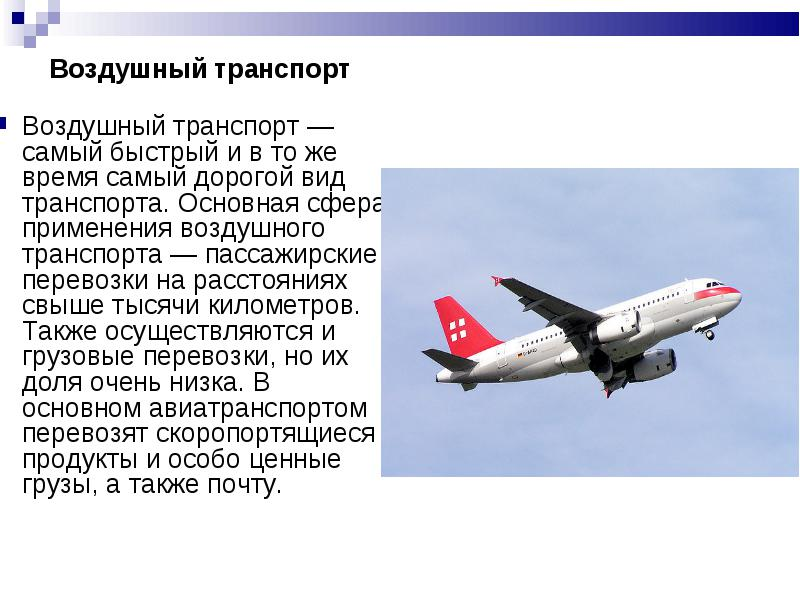 Воздушный транспорт
Воздушный транспорт —
самый быстрый и в то же
время самый дорогой вид
транспорта. Основная сфера
применения воздушного
транспорта — пассажирские
перевозки на расстояниях
свыше тысячи километров.
Также осуществляются и
грузовые перевозки, но их
доля очень низка. В
основном авиатранспортом
перевозят скоропортящиеся
продукты и особо ценные
грузы, а также почту.